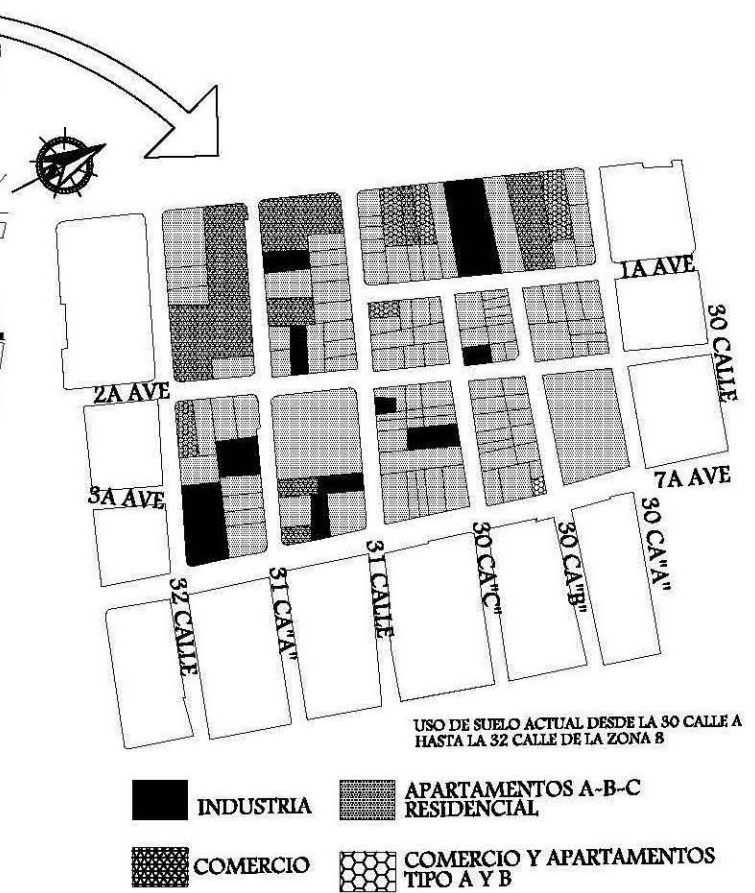 1A AVE
30 CALLE
2A AVE
3A AVE
7A AVE
32 CALLE
31 CA"A"
31 CALLE
30 CA"C"
30 CA"B"
30 CA"A"
USO DE SUELO ACTUAL DESDE LA 30 CALLE A
HASTA LA 32 CALLE DE LA ZONA 8
INDUSTRIA
APARTAMENTOS A-B-C
RESIDENCIAL
COMERCIO
COMERCIO Y APARTAMENTOS
TIPO A Y B